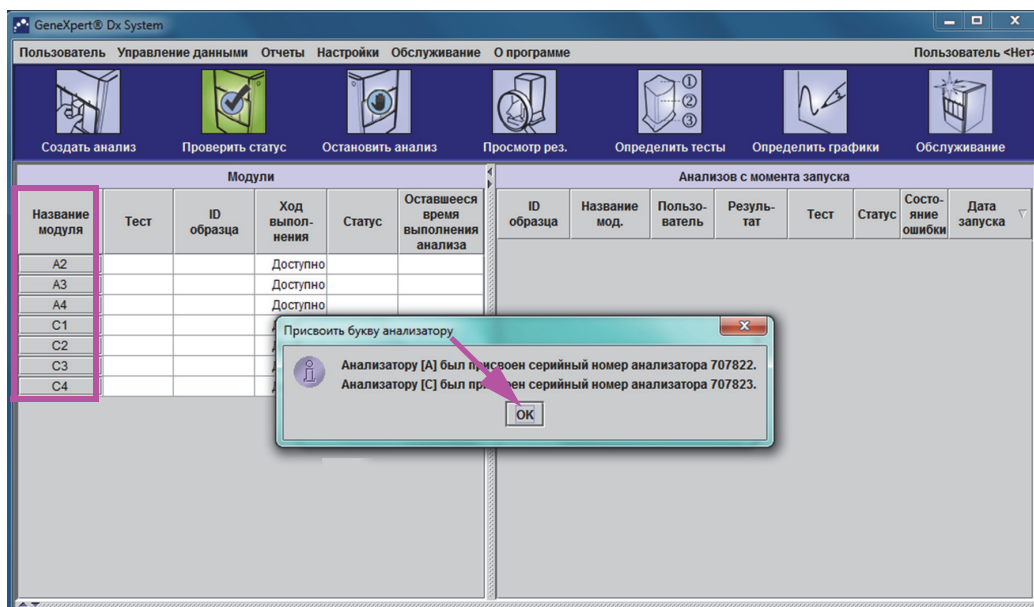 GeneXpert® Dx System
Пользователь Управление данными Отчеты Настройки Обслуживание О программе Пользователь <Нет>
Создать анализ Проверить статус Остановить анализ Просмотр рез. Определить тесты Определить графики Обслуживание
Модули
Анализов с момента запуска
Название
модуля
Тест
ID
образца
Ход
выпол-
нения
Статус
Оставшееся
время
выполнения
анализа
ID
образца
Название
мод.
Пользо-
ватель
Резуль-
тат
Тест
Статус
Состо-
яние
ошибки
Дата
запуска
A2 Доступно
A3 Доступно
A4 Доступно
C1
C2
C3
C4
Присвоить букву анализатору
Анализатору [A] был присвоен серийный номер анализатора 707822.
Анализатору [C] был присвоен серийный номер анализатора 707823.
OK